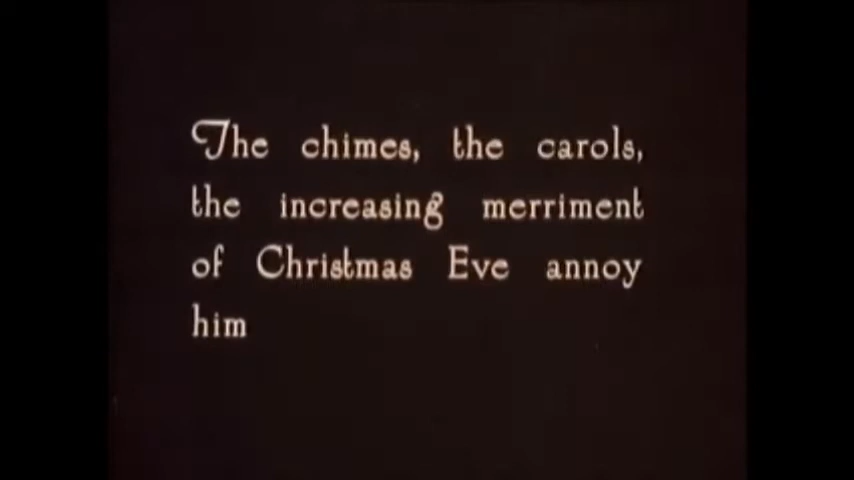 The chimes, the carols,
the increasing merriment
of Christmas Eve annoy
him